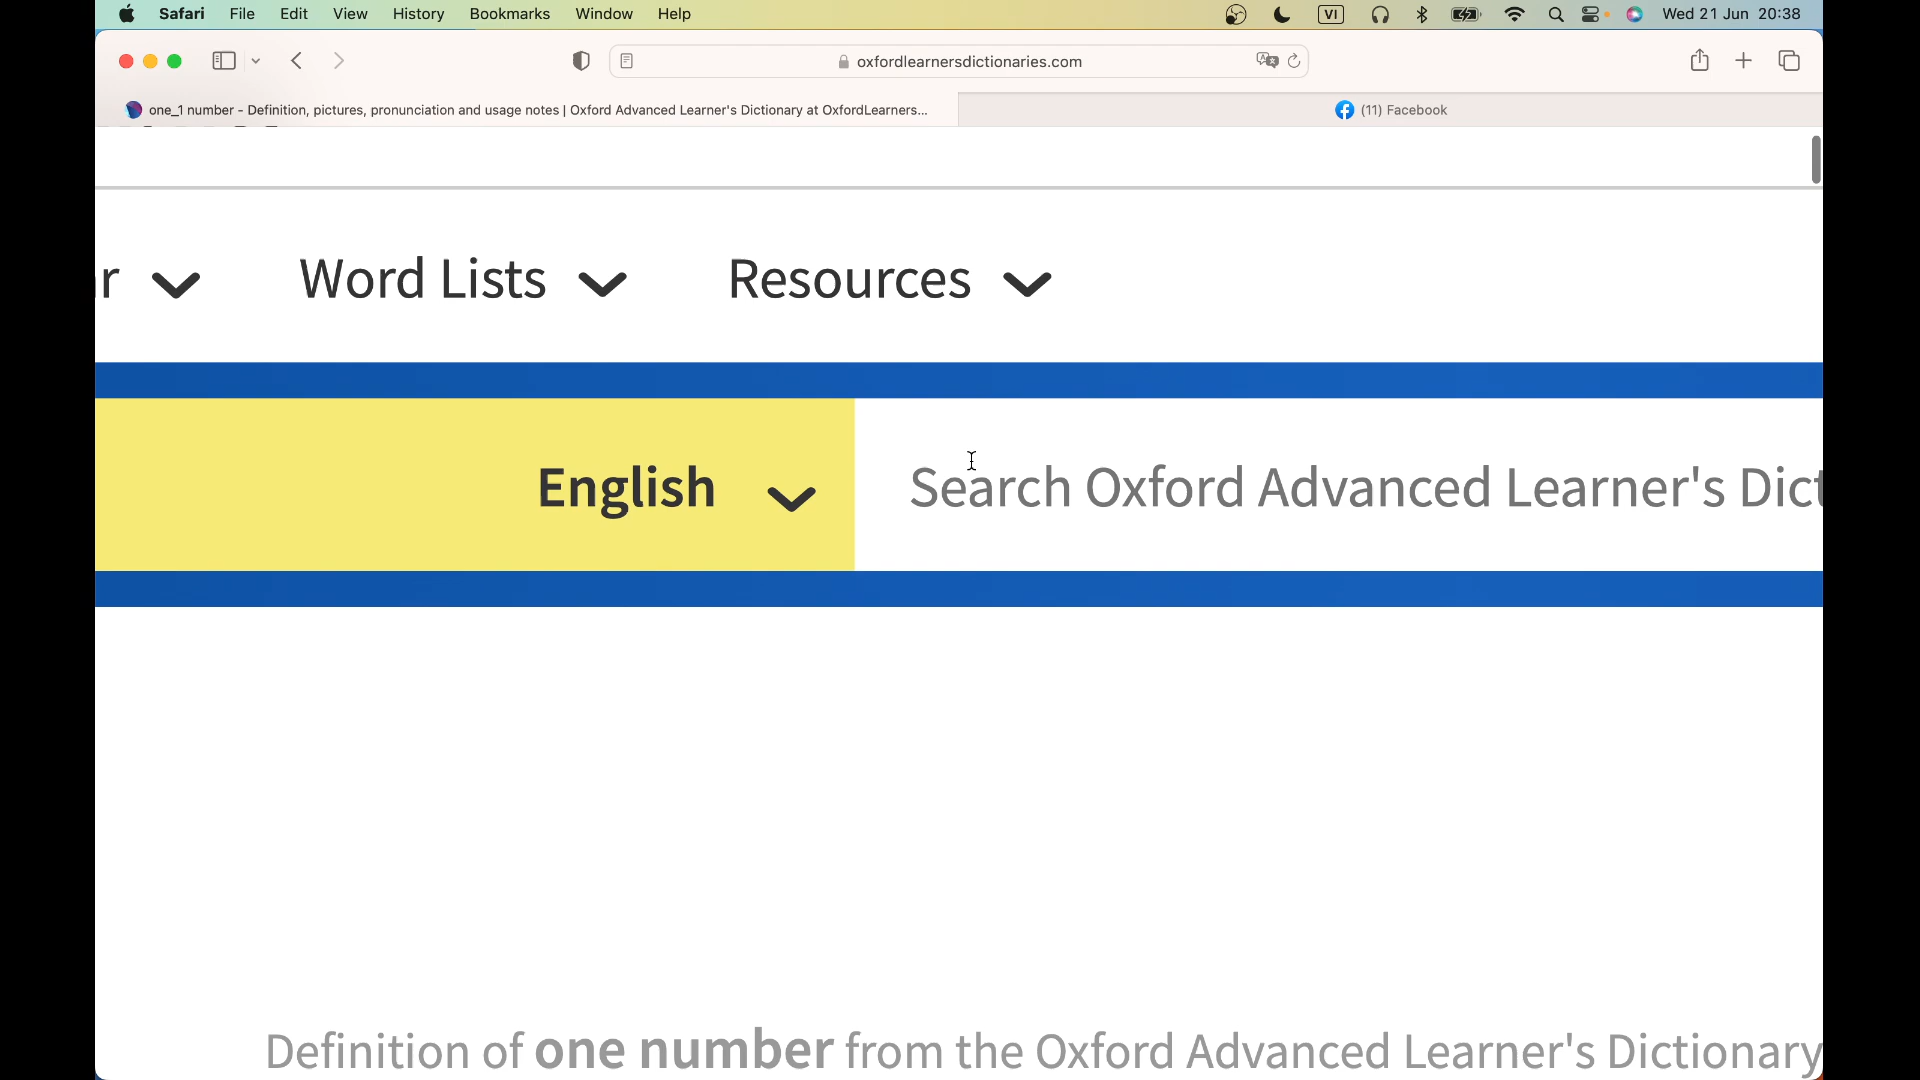 Safari File Edit View History Bookmarks Window Help VI Wed 21 Jun 20:38
oxfordlearnersdictionaries.com
one_1 number - Definition, pictures, pronunciation and usage notes | Oxford Advanced Learner's Dictionary at OxfordLearners... (11) Facebook
r Word Lists Resources
English Search Oxford Advanced Learner's Dict
Definition of one number from the Oxford Advanced Learner's Dictionary